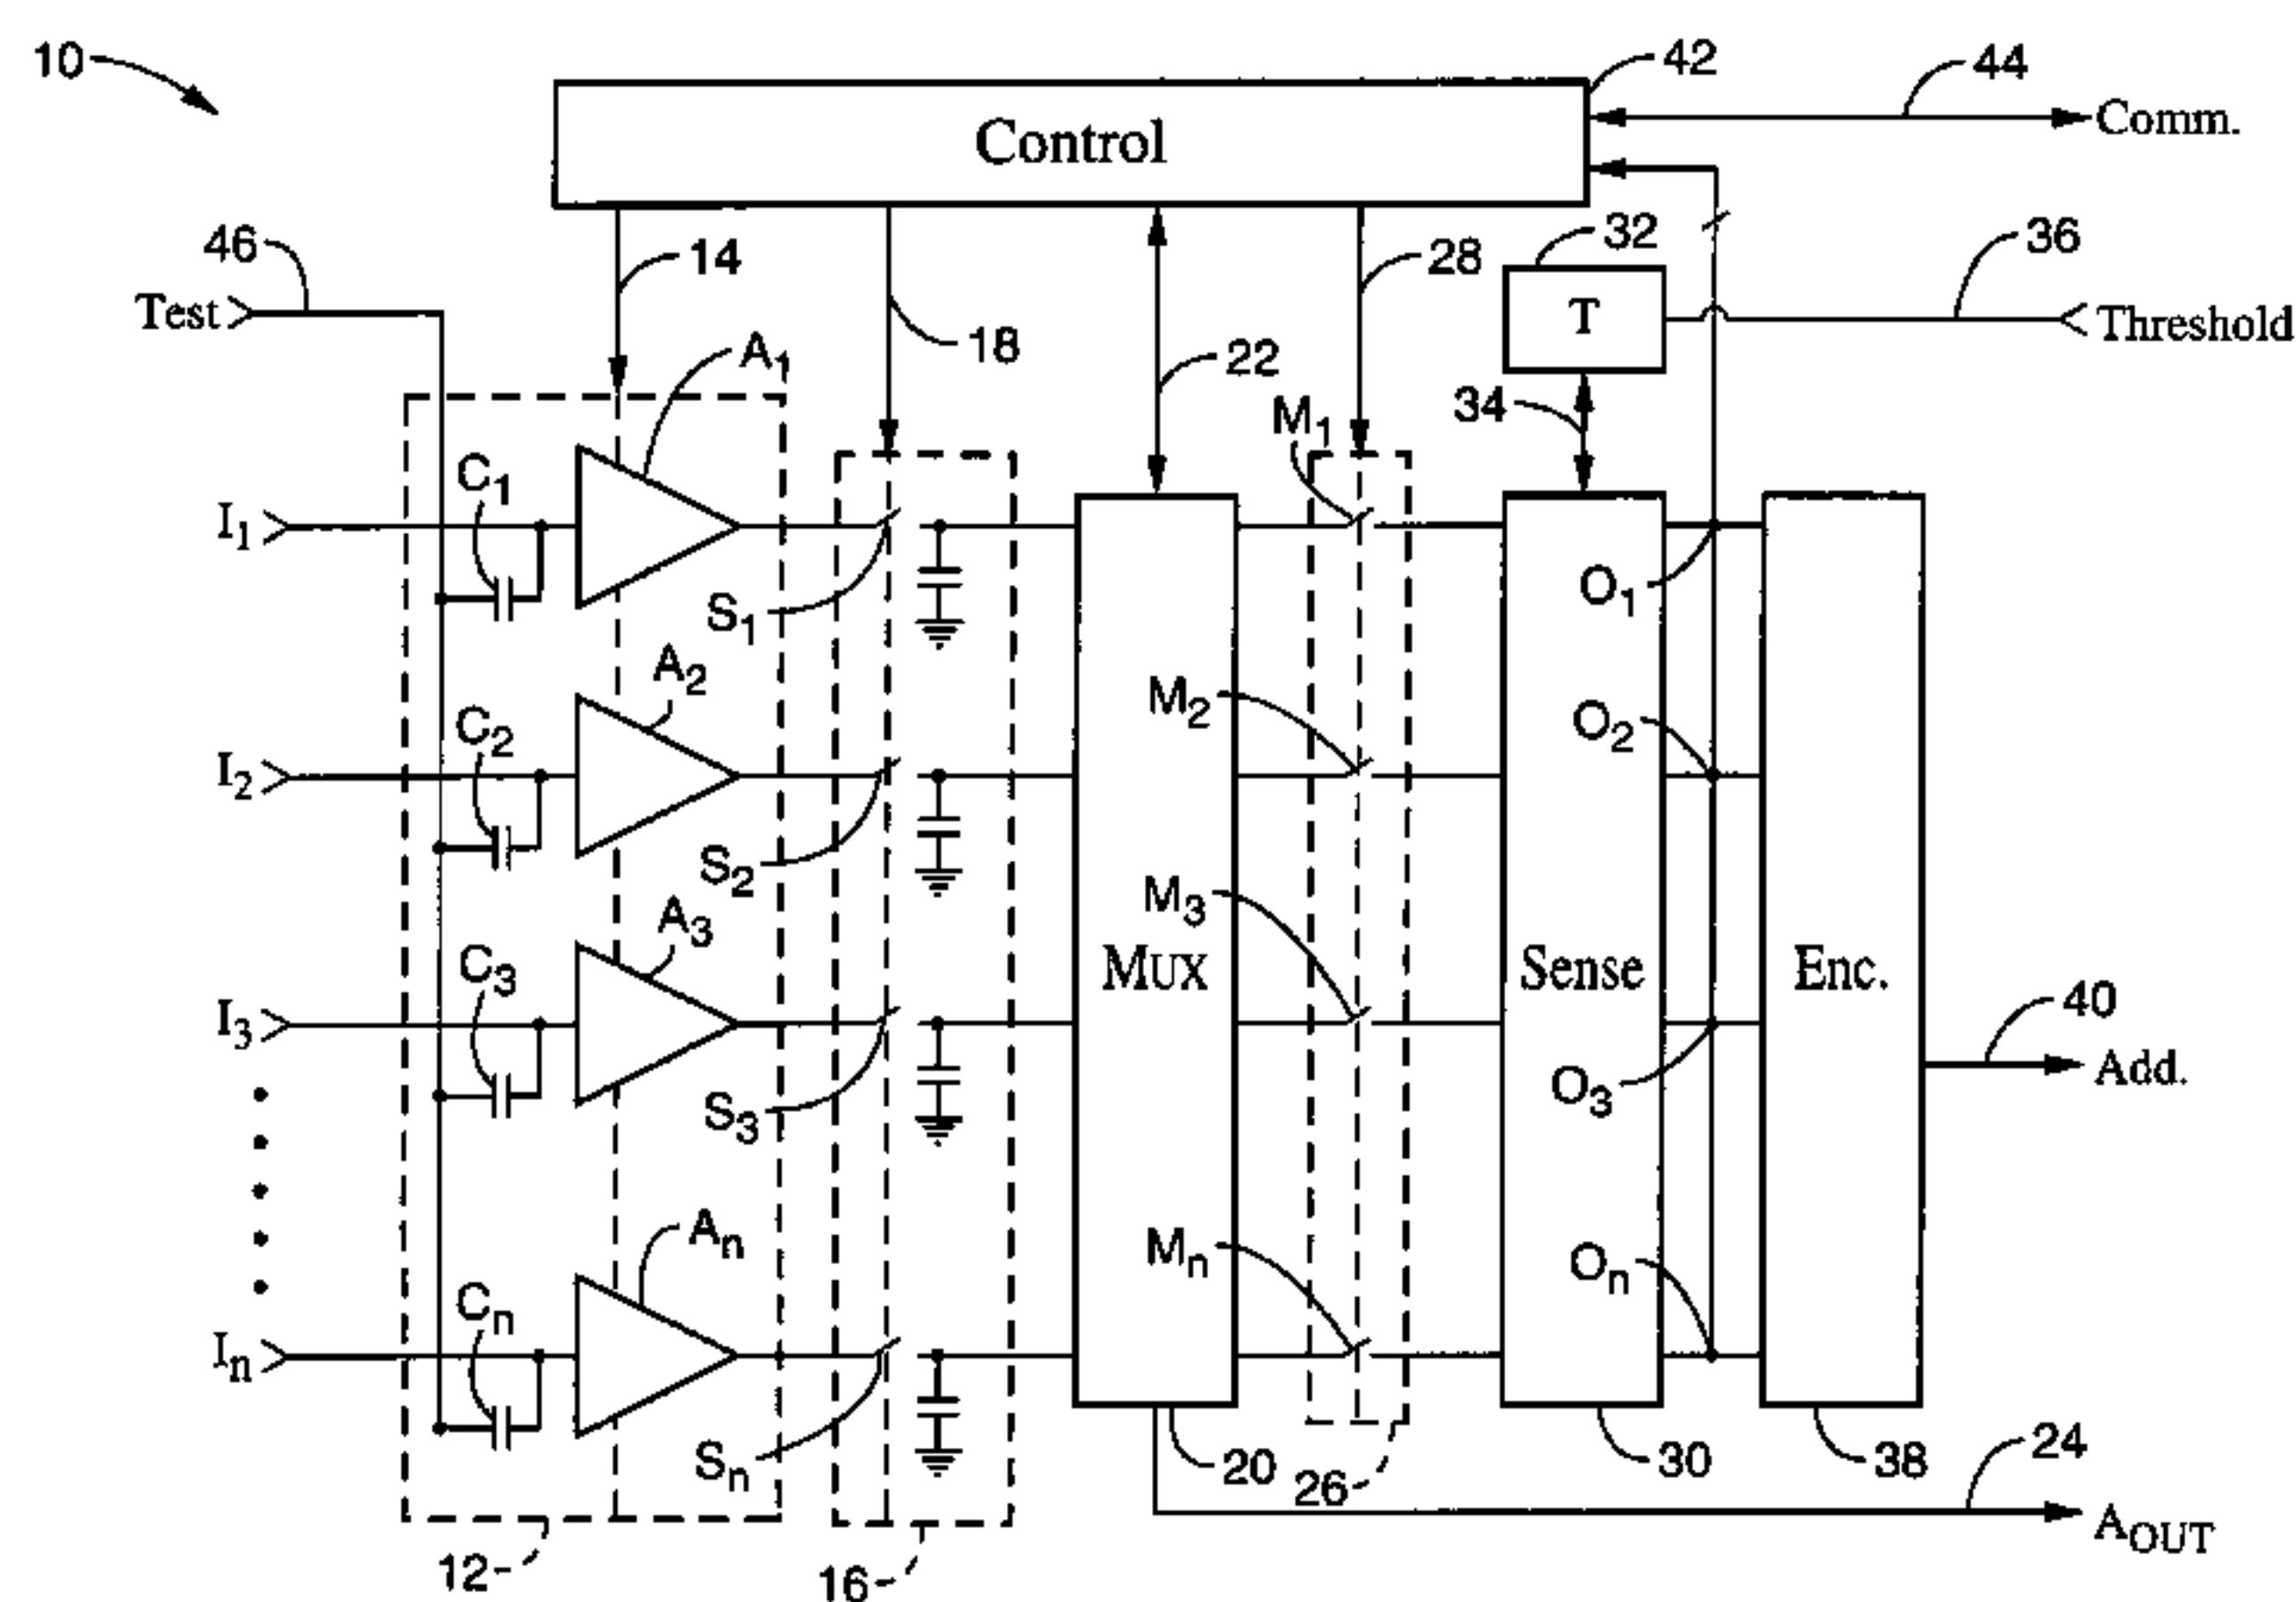 10
42
44
Control
Comm.
46
14
18
22
28
32
36
Test
T
Threshold
A₁
34
M₁
C₁
I₁
S₁
O₁
A₂
M₂
C₂
O₂
I₂
S₂
A₃
M₃
C₃
MUX
Sense
Enc.
I₃
40
S₃
O₃
Add.
Aₙ
Mₙ
Oₙ
Cₙ
Iₙ
Sₙ
20
26
30
38
24
12
16
A_OUT